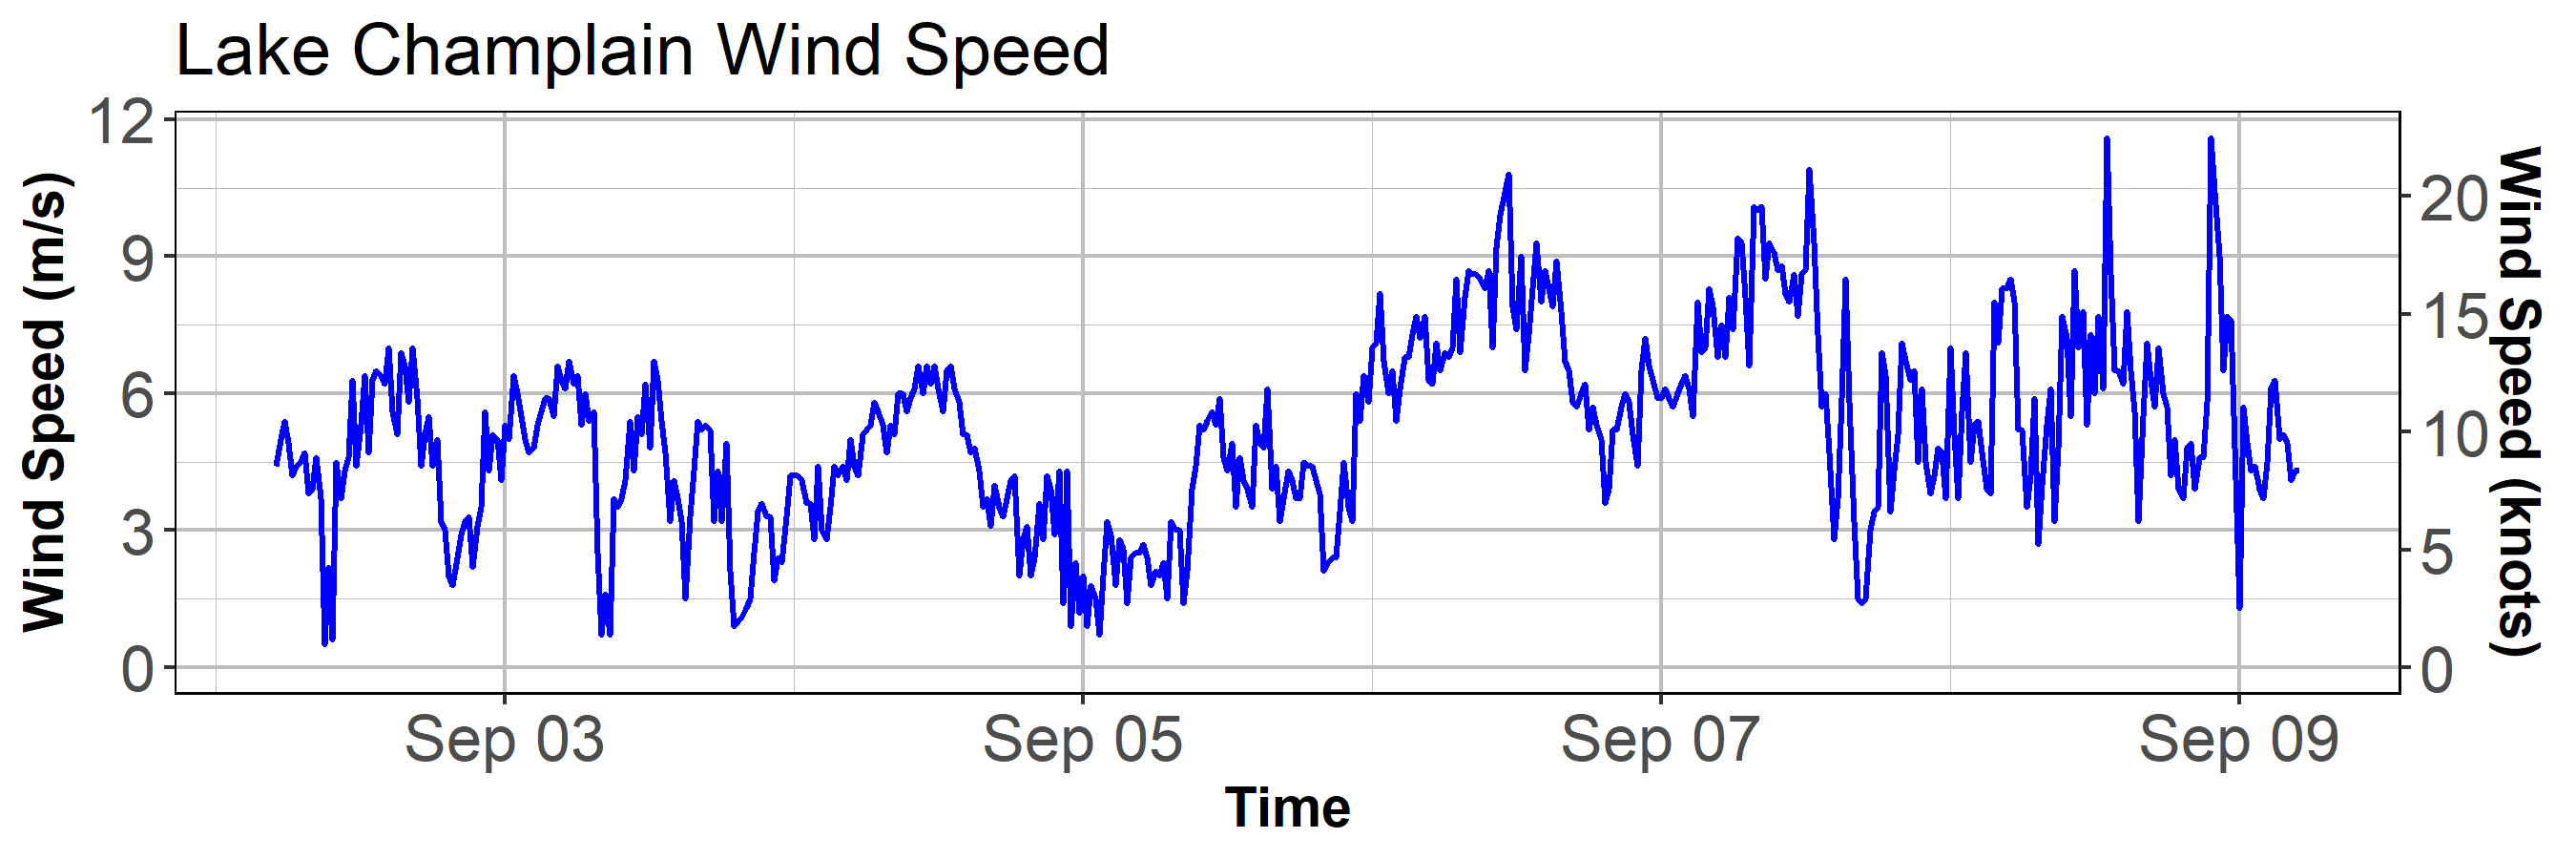 Lake Champlain Wind Speed
Wind Speed (m/s)
12
9
6
3
0
20
15
10
5
0
Wind Speed (knots)
Sep 03
Sep 05
Sep 07
Sep 09
Time